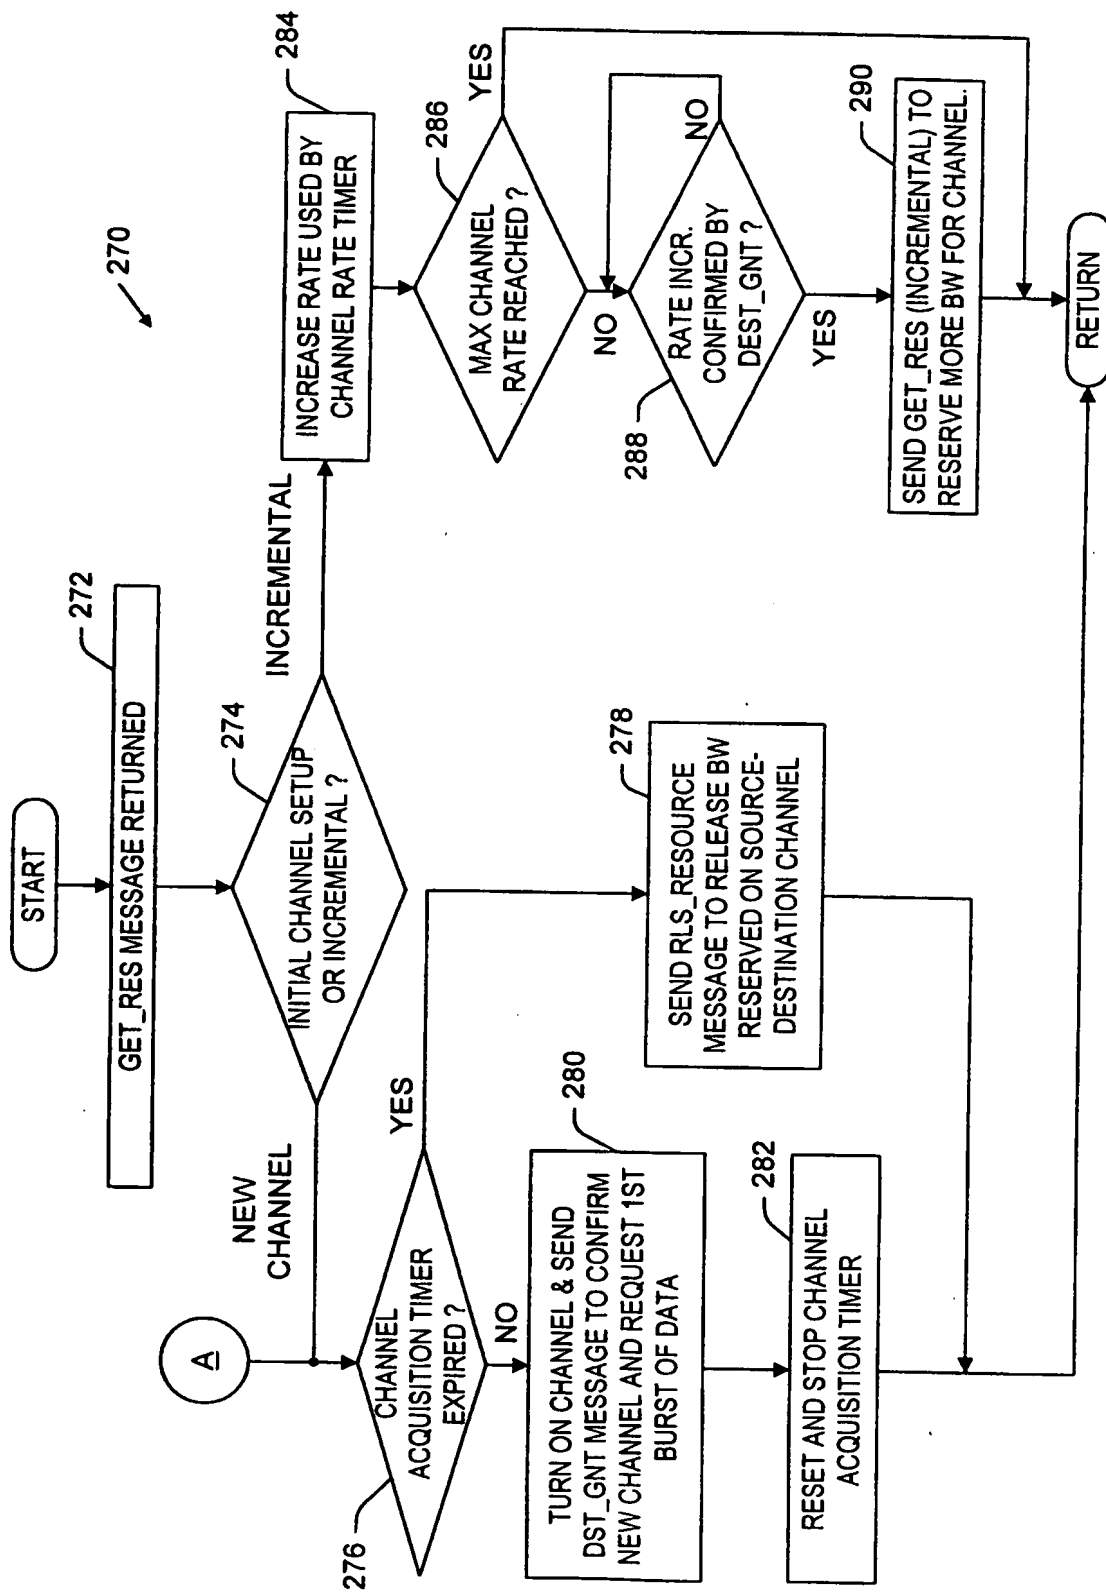 270
START
GET_RES MESSAGE RETURNED
272
INITIAL CHANNEL SETUP
OR INCREMENTAL ?
274
NEW
CHANNEL
INCREMENTAL
A
CHANNEL
ACQUISITION TIMER
EXPIRED ?
276
YES
NO
SEND RLS_RESOURCE
MESSAGE TO RELEASE BW
RESERVED ON SOURCE-
DESTINATION CHANNEL
278
TURN ON CHANNEL & SEND
DST_GNT MESSAGE TO CONFIRM
NEW CHANNEL AND REQUEST 1ST
BURST OF DATA
280
RESET AND STOP CHANNEL
ACQUISITION TIMER
282
INCREASE RATE USED BY
CHANNEL RATE TIMER
284
MAX CHANNEL
RATE REACHED ?
286
YES
NO
RATE INCR.
CONFIRMED BY
DEST_GNT ?
288
NO
YES
SEND GET_RES (INCREMENTAL) TO
RESERVE MORE BW FOR CHANNEL.
290
RETURN